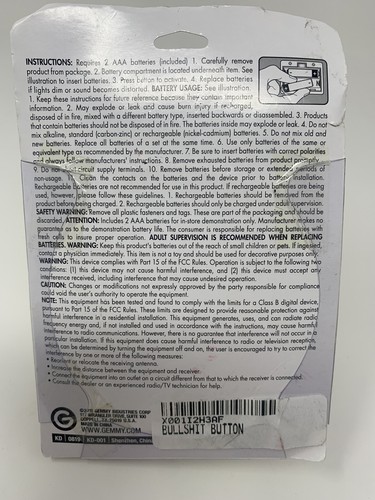 INSTRUCTIONS: Requires 2 AAA batteries (included) 1. Carefully remove
product from package. 2. Battery compartment is located underneath item. See
illustration to insert batteries. 3. Press button to activate. 4. Replace batteries
if lights dim or sound becomes distorted. BATTERY USAGE: See illustration.
1. Keep these instructions for future reference because they contain important
information. 2. May explode or leak and cause burn injury if recharged,
disposed of in fire, mixed with a different battery type, inserted backwards or disassembled. 3. Products
that contain batteries should not be disposed of in fire. The batteries inside may explode or leak. 4. Do not
mix alkaline, standard (carbon-zinc) or rechargeable (nickel-cadmium) batteries. 5. Do not mix old and
new batteries. Replace all batteries of a set at the same time. 6. Use only batteries of the same or
equivalent type as recommended by the manufacturer. 7. Be sure to insert batteries with correct polarities
and always follow manufacturers' instructions. 8. Remove exhausted batteries from product promptly.
9. Do not short circuit supply terminals. 10. Remove batteries before storage or extended periods of
non-usage. 11. Clean the contacts on the batteries and the device prior to battery installation.
Rechargeable batteries are not recommended for use in this product. If rechargeable batteries are being
used, however, please follow these guidelines. 1. Rechargeable batteries should be removed from the
product before being charged. 2. Rechargeable batteries should only be charged under adult supervision.
SAFETY WARNING: Remove all plastic fasteners and tags. These are part of the packaging and should be
discarded. ATTENTION: Includes 2 AAA batteries for in-store demo only. Manufacturer makes no
guarantee as to the demonstration battery life. The consumer is responsible for replacing batteries with
fresh cells to insure proper operation. ADULT SUPERVISION IS RECOMMENDED WHEN REPLACING
BATTERIES. WARNING: Keep this product's batteries out of the reach of small children or pets. If ingested,
contact a physician immediately. This item is not a toy and should be used for decorative purposes only.
WARNING: This device complies with Part 15 of the FCC Rules. Operation is subject to the following two
conditions: (1) this device may not cause harmful interference, and (2) this device must accept any
interference received, including interference that may cause undesired operation.
CAUTION: Changes or modifications not expressly approved by the party responsible for compliance
could void the user's authority to operate the equipment.
NOTE: This equipment has been tested and found to comply with the limits for a Class B digital device,
pursuant to Part 15 of the FCC Rules. These limits are designed to provide reasonable protection against
harmful interference in a residential installation. This equipment generates, uses, and can radiate radio
frequency energy and, if not installed and used in accordance with the instructions, may cause harmful
interference to radio communications. However, there is no guarantee that interference will not occur in a
particular installation. If this equipment does cause harmful interference to radio or television reception,
which can be determined by turning the equipment off and on, the user is encouraged to try to correct the
interference by one or more of the following measures:
• Reorient or relocate the receiving antenna.
• Increase the distance between the equipment and receiver.
• Connect the equipment into an outlet on a circuit different from that to which the receiver is connected.
• Consult the dealer or an experienced radio/TV technician for help.
GEMMY INDUSTRIES CORP
WRANGLER DRIVE, SUITE 100
COPPELL, TX 75019 U.S.A.
MADE IN CHINA
WWW.GEMMY.COM
X001I2H3AF
BULLSHIT BUTTON
KD 0819 KD-001 Shenzhen, China